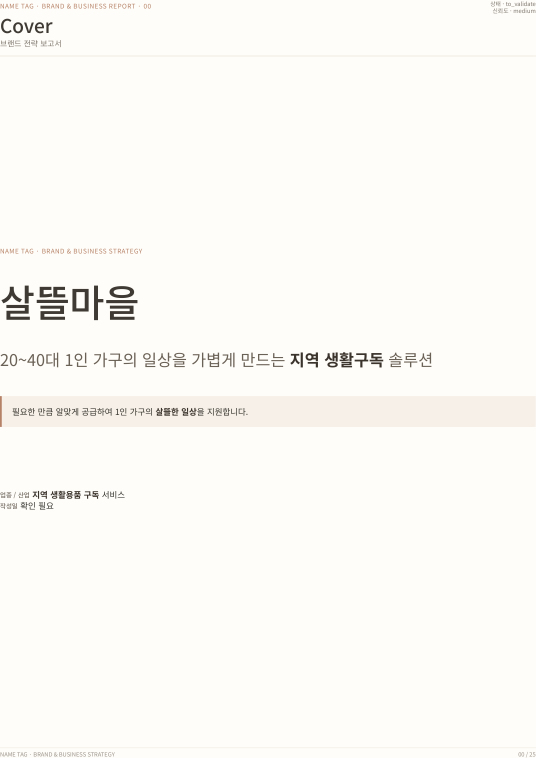 NAME TAG · BRAND & BUSINESS REPORT · 00
상태 · to_validate
신뢰도 · medium
Cover
브랜드 전략 보고서
NAME TAG · BRAND & BUSINESS STRATEGY
살뜰마을
20~40대 1인 가구의 일상을 가볍게 만드는 지역 생활구독 솔루션
필요한 만큼 알맞게 공급하여 1인 가구의 살뜰한 일상을 지원합니다.
업종 / 산업 지역 생활용품 구독 서비스
작성일 확인 필요
NAME TAG · BRAND & BUSINESS STRATEGY
00 / 25